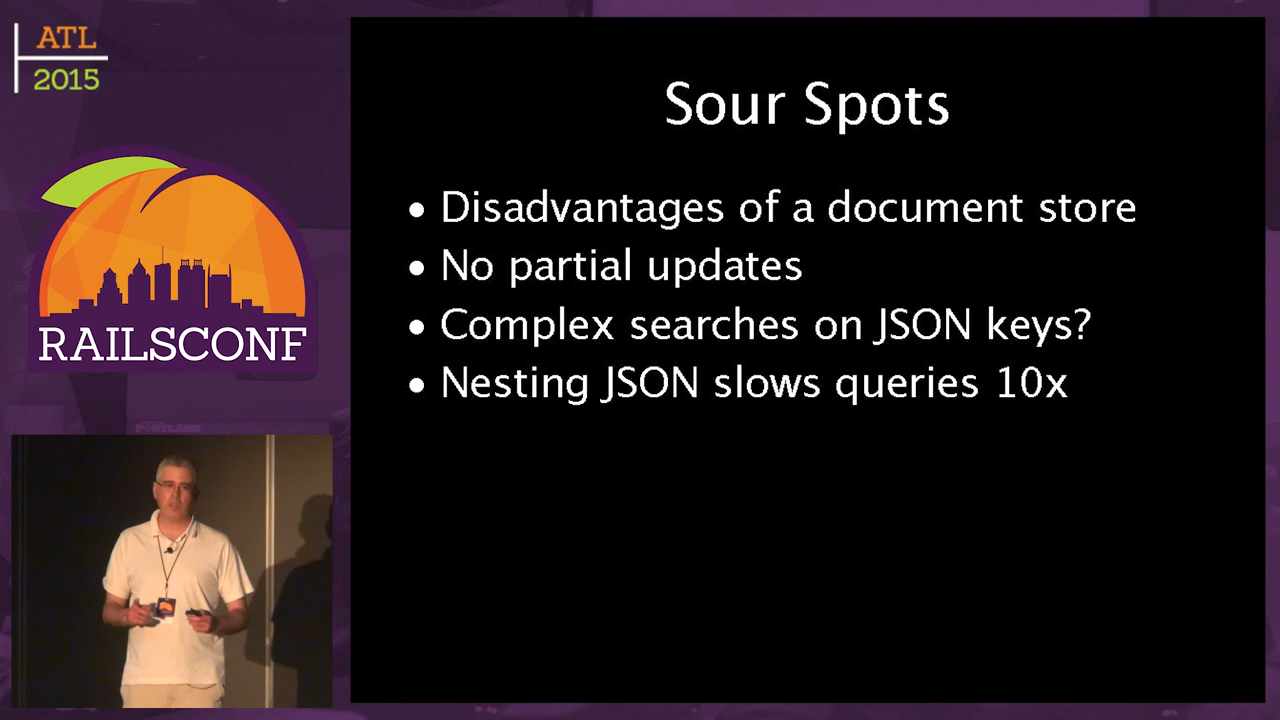 ATL
2015
RAILSCONF
Sour Spots
• Disadvantages of a document store
• No partial updates
• Complex searches on JSON keys?
• Nesting JSON slows queries 10x
PORTLAND